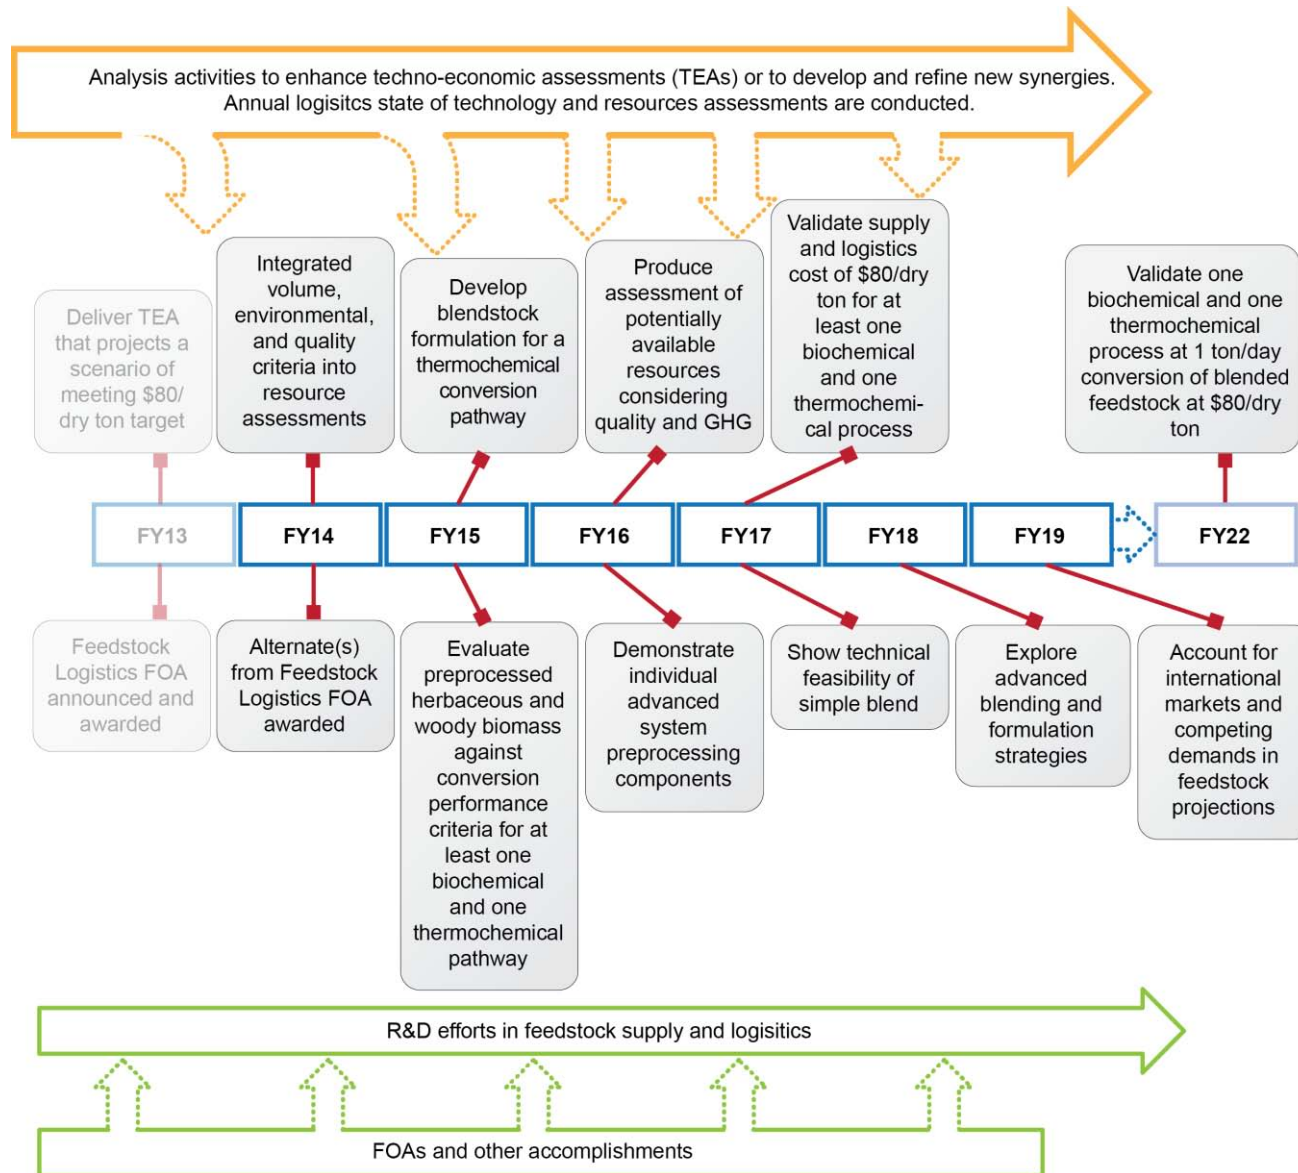 Analysis activities to enhance techno-economic assessments (TEAs) or to develop and refine new synergies.
Annual logisitcs state of technology and resources assessments are conducted.
Deliver TEA
that projects a
scenario of
meeting $80/
dry ton target
Integrated
volume,
environmental,
and quality
criteria into
resource
assessments
Develop
blendstock
formulation for a
thermochemical
conversion
pathway
Produce
assessment of
potentially
available
resources
considering
quality and GHG
Validate supply
and logistics
cost of $80/dry
ton for at
least one
biochemical
and one
thermochemi-
cal process
Validate one
biochemical and one
thermochemical
process at 1 ton/day
conversion of blended
feedstock at $80/dry
ton
FY13
FY14
FY15
FY16
FY17
FY18
FY19
FY22
Feedstock
Logistics FOA
announced and
awarded
Alternate(s)
from Feedstock
Logistics FOA
awarded
Evaluate
preprocessed
herbaceous and
woody biomass
against
conversion
performance
criteria for at
least one
biochemical
and one
thermochemical
pathway
Demonstrate
individual
advanced
system
preprocessing
components
Show technical
feasibility of
simple blend
Explore
advanced
blending and
formulation
strategies
Account for
international
markets and
competing
demands in
feedstock
projections
R&D efforts in feedstock supply and logisitics
FOAs and other accomplishments